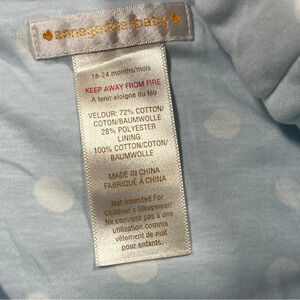 anne geddes baby
18-24 months/mois
KEEP AWAY FROM FIRE
A tenir eloigne du feu
VELOUR: 72% COTTON/
COTON/BAUMWOLLE
28% POLYESTER
LINING:
100% COTTON/COTON/
BAUMWOLLE
MADE IN CHINA
FABRIQUÉ À CHINA
Not Intended For
Children's Sleepwear/
Ne convient pas à une
utilisation comme
vêtement de nuit
pour enfants.